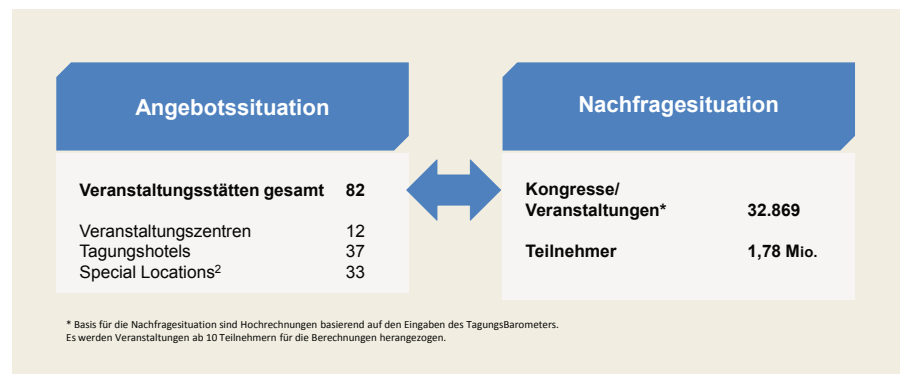 Angebotssituation
Veranstaltungsstätten gesamt 82
Veranstaltungszentren 12
Tagungshotels 37
Special Locations² 33
Nachfragesituation
Kongresse/
Veranstaltungen* 32.869
Teilnehmer 1,78 Mio.
* Basis für die Nachfragesituation sind Hochrechnungen basierend auf den Eingaben des TagungsBarometers.
Es werden Veranstaltungen ab 10 Teilnehmern für die Berechnungen herangezogen.